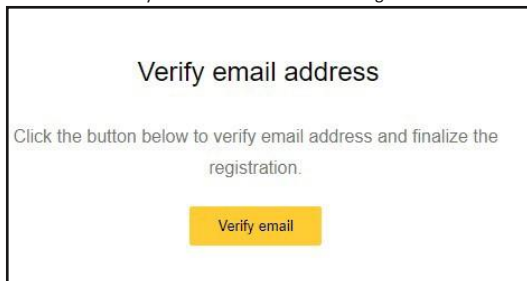 Verify email address
Click the button below to verify email address and finalize the
registration.
Verify email